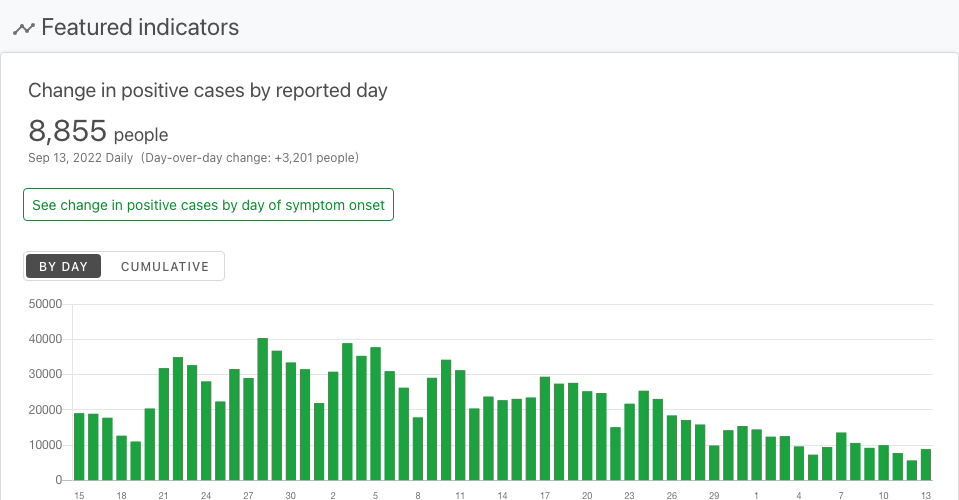 Featured indicators
Change in positive cases by reported day
8,855 people
Sep 13, 2022 Daily (Day-over-day change: +3,201 people)
See change in positive cases by day of symptom onset
BY DAY CUMULATIVE
50000
40000
30000
20000
10000
0
15 18 21 24 27 30 2 5 8 11 14 17 20 23 26 29 1 4 7 10 13